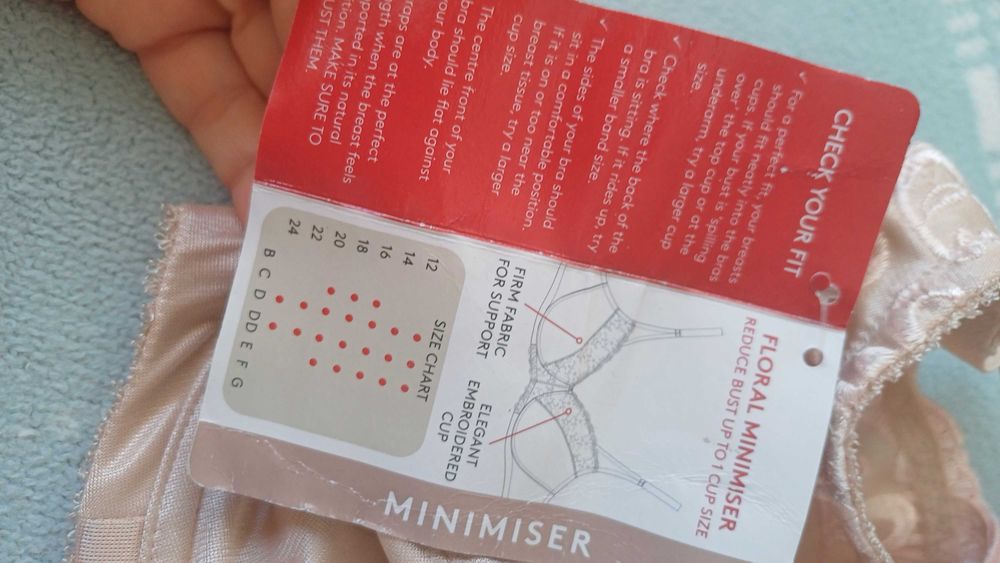 CHECK YOUR FIT
✓ For a perfect fit, your breasts
should fit neatly into the bras
cups. If your bust is 'spilling
over' the top cup or at the
underarm, try a larger cup
size.
✓ Check where the back of the
bra is sitting. If it rides up, try
a smaller band size.
✓ The sides of your bra should
sit in a comfortable position.
If it is on or too near the
breast tissue, try a larger
cup size.
The centre front of your
bra should lie flat against
your body.
are at the perfect
when the breast feels
in its natural
MAKE SURE TO
THEM.
FLORAL MINIMISER
REDUCE BUST UP TO 1 CUP SIZE
FIRM FABRIC
FOR SUPPORT
ELEGANT
EMBROIDERED
CUP
SIZE CHART
12
14
16
18
20
22
24
B C D DD E F G
MINIMISER